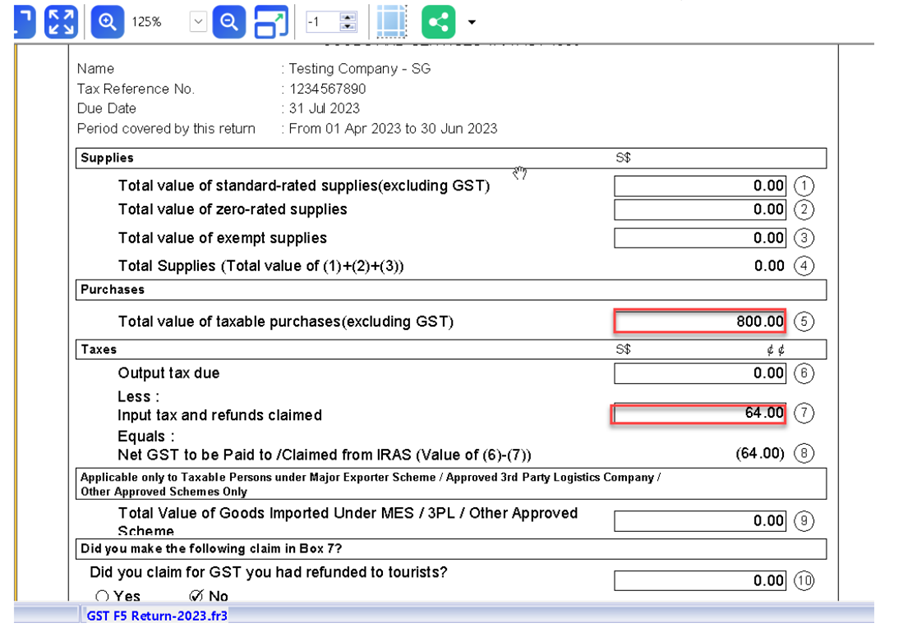 125%
-1
Name : Testing Company - SG
Tax Reference No. : 1234567890
Due Date : 31 Jul 2023
Period covered by this return : From 01 Apr 2023 to 30 Jun 2023
Supplies S$
Total value of standard-rated supplies(excluding GST) 0.00 1
Total value of zero-rated supplies 0.00 2
Total value of exempt supplies 0.00 3
Total Supplies (Total value of (1)+(2)+(3)) 0.00 4
Purchases
Total value of taxable purchases(excluding GST) 800.00 5
Taxes S$ ¢ ¢
Output tax due 0.00 6
Less :
Input tax and refunds claimed 64.00 7
Equals :
Net GST to be Paid to /Claimed from IRAS (Value of (6)-(7)) (64.00) 8
Applicable only to Taxable Persons under Major Exporter Scheme / Approved 3rd Party Logistics Company /
Other Approved Schemes Only
Total Value of Goods Imported Under MES / 3PL / Other Approved
Scheme 0.00 9
Did you make the following claim in Box 7?
Did you claim for GST you had refunded to tourists? 0.00 10
Yes No
GST F5 Return-2023.fr3